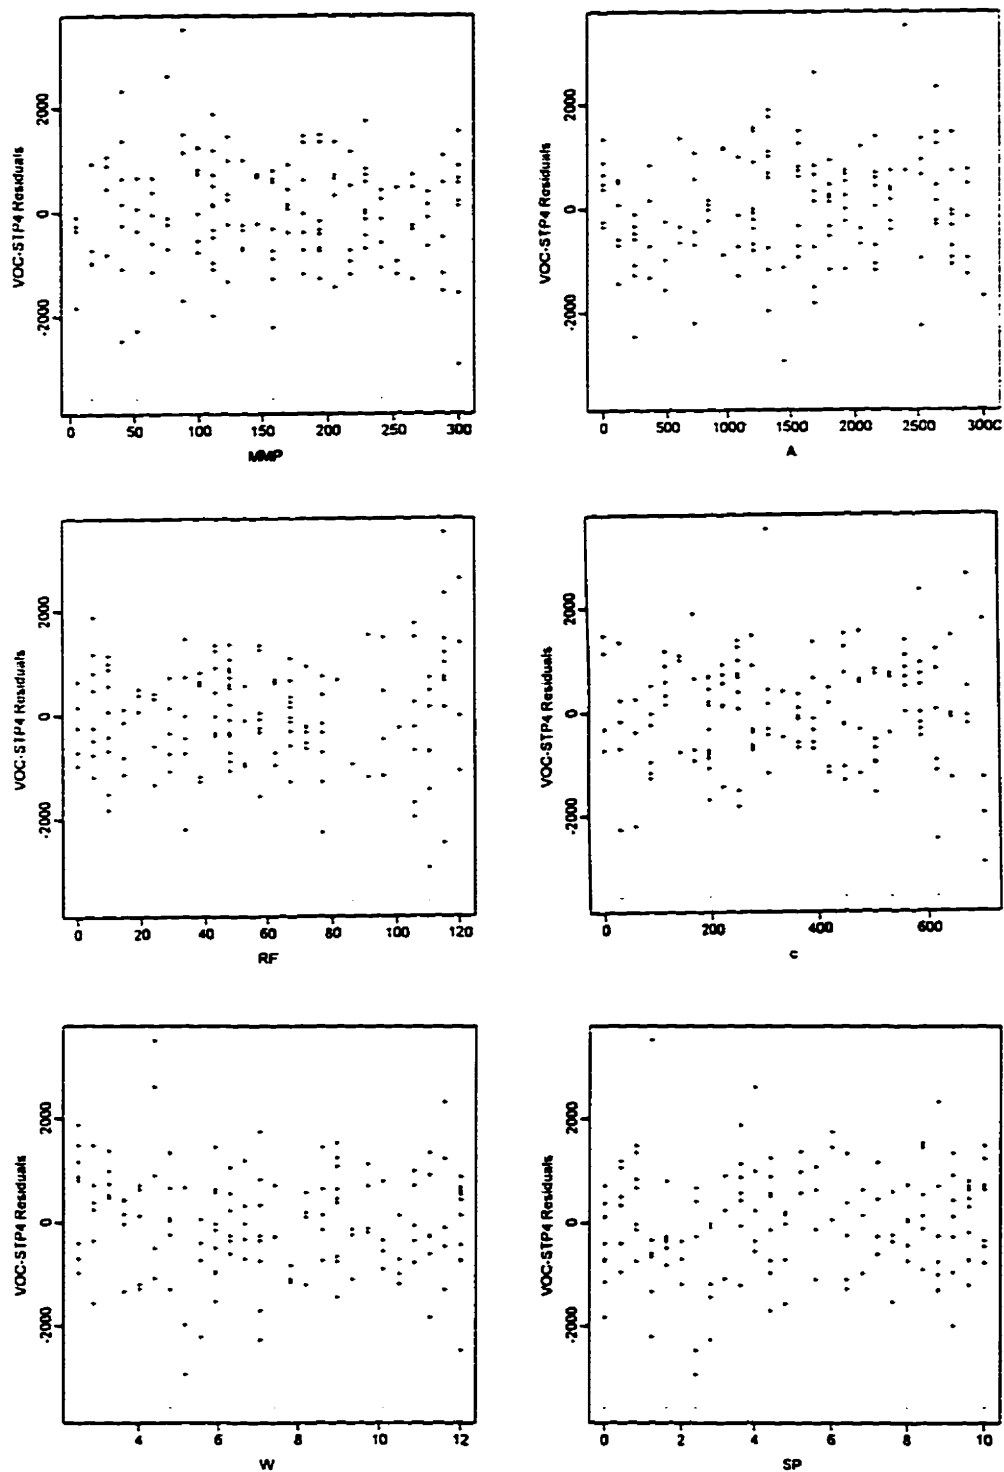 VOC-STP4 Residuals
2000
0
-2000
0 50 100 150 200 250 300
MMP
VOC-STP4 Residuals
2000
0
-2000
0 500 1000 1500 2000 2500 3000
A
VOC-STP4 Residuals
2000
0
-2000
0 20 40 60 80 100 120
RF
VOC-STP4 Residuals
2000
0
-2000
0 200 400 600
c
VOC-STP4 Residuals
2000
0
-2000
4 6 8 10 12
W
VOC-STP4 Residuals
2000
0
-2000
0 2 4 6 8 10
SP